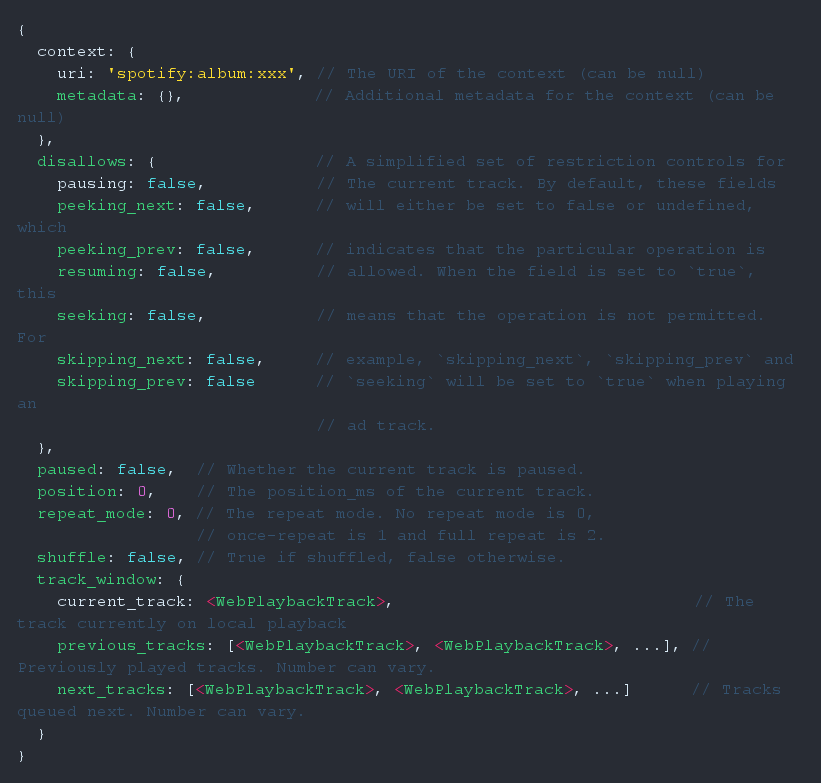 {
  context: {
    uri: 'spotify:album:xxx', // The URI of the context (can be null)
    metadata: {},             // Additional metadata for the context (can be
null)
  },
  disallows: {                // A simplified set of restriction controls for
    pausing: false,           // The current track. By default, these fields
    peeking_next: false,      // will either be set to false or undefined,
which
    peeking_prev: false,      // indicates that the particular operation is
    resuming: false,          // allowed. When the field is set to `true`,
this
    seeking: false,           // means that the operation is not permitted.
For
    skipping_next: false,     // example, `skipping_next`, `skipping_prev` and
    skipping_prev: false      // `seeking` will be set to `true` when playing
an
                              // ad track.
  },
  paused: false,  // Whether the current track is paused.
  position: 0,    // The position_ms of the current track.
  repeat_mode: 0, // The repeat mode. No repeat mode is 0,
                  // once-repeat is 1 and full repeat is 2.
  shuffle: false, // True if shuffled, false otherwise.
  track_window: {
    current_track: <WebPlaybackTrack>,                              // The
track currently on local playback
    previous_tracks: [<WebPlaybackTrack>, <WebPlaybackTrack>, ...], //
Previously played tracks. Number can vary.
    next_tracks: [<WebPlaybackTrack>, <WebPlaybackTrack>, ...]      // Tracks
queued next. Number can vary.
  }
}